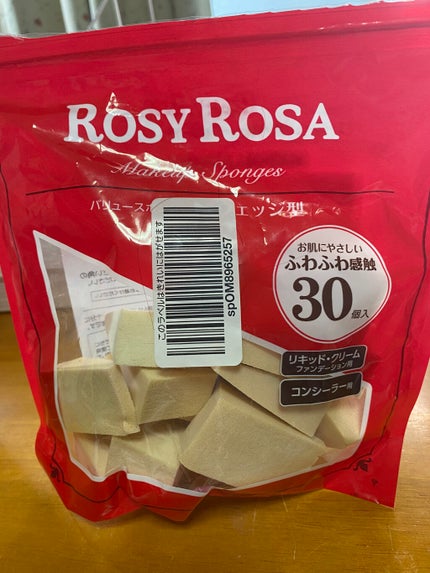 ROSY ROSA
Makeup Sponges
バリュースポ
ェッジ型
お肌にやさしい
ふわふわ感触
30個入
このラベルはきれいにはがせます
spOM8965257
リキッド・クリーム
ファンデーション用
コンシーラー用